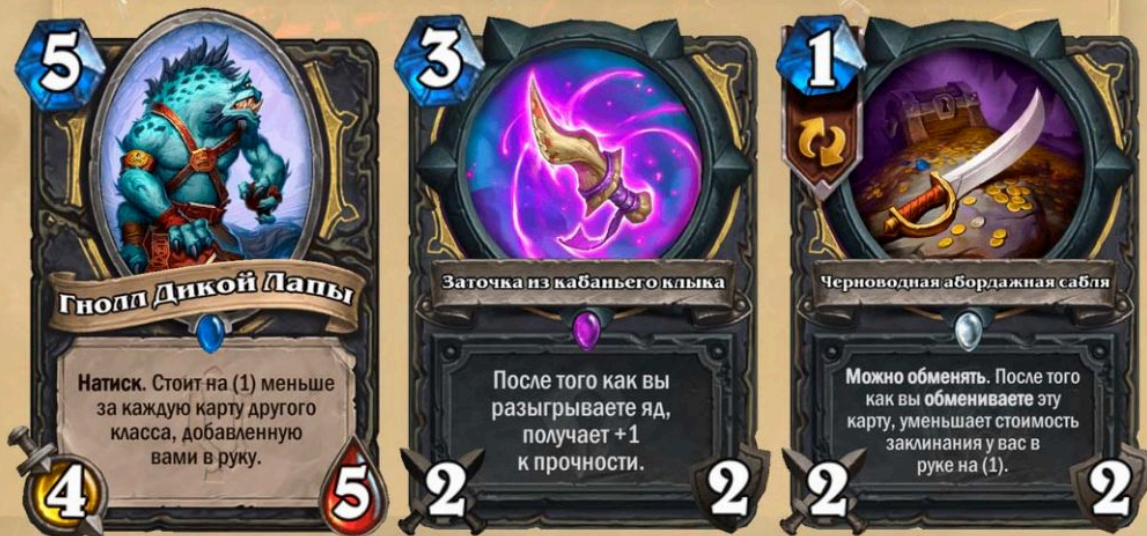 5
Гнолл Дикой Лапы
Натиск. Стоит на (1) меньше
за каждую карту другого
класса, добавленную
вами в руку.
4
5
3
Заточка из кабаньего клыка
После того как вы
разыгрываете яд,
получает +1
к прочности.
2
2
1
Черноводная абордажная сабля
Можно обменять. После того
как вы обмениваете эту
карту, уменьшает стоимость
заклинания у вас в
руке на (1).
2
2